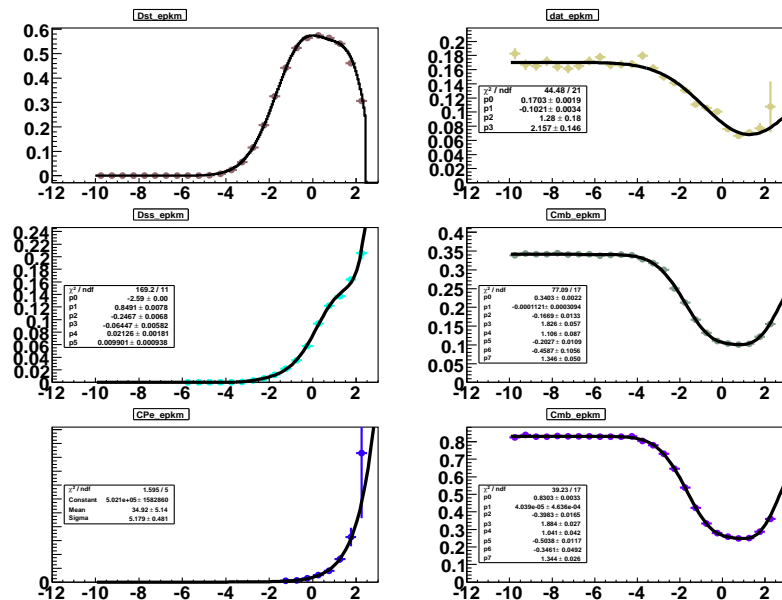 Dst_epkm
0.6
0.5
0.4
0.3
0.2
0.1
0
-12 -10 -8 -6 -4 -2 0 2
dat_epkm
0.18
0.16
0.14
0.12
0.1
0.08
0.06
0.04
0.02
0
-12 -10 -8 -6 -4 -2 0 2
χ² / ndf 44.48 / 21
p0 0.1703 ± 0.0019
p1 -0.1021 ± 0.0034
p2 1.28 ± 0.18
p3 2.157 ± 0.146
Dss_epkm
0.24
0.22
0.2
0.18
0.16
0.14
0.12
0.1
0.08
0.06
0.04
0.02
0
-12 -10 -8 -6 -4 -2 0 2
χ² / ndf 169.2 / 11
p0 -2.59 ± 0.00
p1 0.8491 ± 0.0078
p2 -0.2467 ± 0.0068
p3 -0.06447 ± 0.00582
p4 0.02126 ± 0.00181
p5 0.009901 ± 0.000938
Cmb_epkm
0.4
0.35
0.3
0.25
0.2
0.15
0.1
0.05
0
-12 -10 -8 -6 -4 -2 0 2
χ² / ndf 77.09 / 17
p0 0.3403 ± 0.0022
p1 -0.0001121 ± 0.0003094
p2 -0.1669 ± 0.0133
p3 1.826 ± 0.057
p4 1.106 ± 0.087
p5 -0.2027 ± 0.0109
p6 -0.4587 ± 0.1056
p7 1.346 ± 0.050
CPe_epkm
0
-12 -10 -8 -6 -4 -2 0 2
χ² / ndf 1.595 / 5
Constant 5.021e+05 ± 1582860
Mean 34.92 ± 5.14
Sigma 5.179 ± 0.481
Cmb_epkm
0.8
0.7
0.6
0.5
0.4
0.3
0.2
0.1
0
-12 -10 -8 -6 -4 -2 0 2
χ² / ndf 39.23 / 17
p0 0.8303 ± 0.0033
p1 4.039e-05 ± 4.636e-04
p2 -0.3983 ± 0.0165
p3 1.884 ± 0.027
p4 1.041 ± 0.042
p5 -0.5038 ± 0.0117
p6 -0.3461 ± 0.0492
p7 1.344 ± 0.026